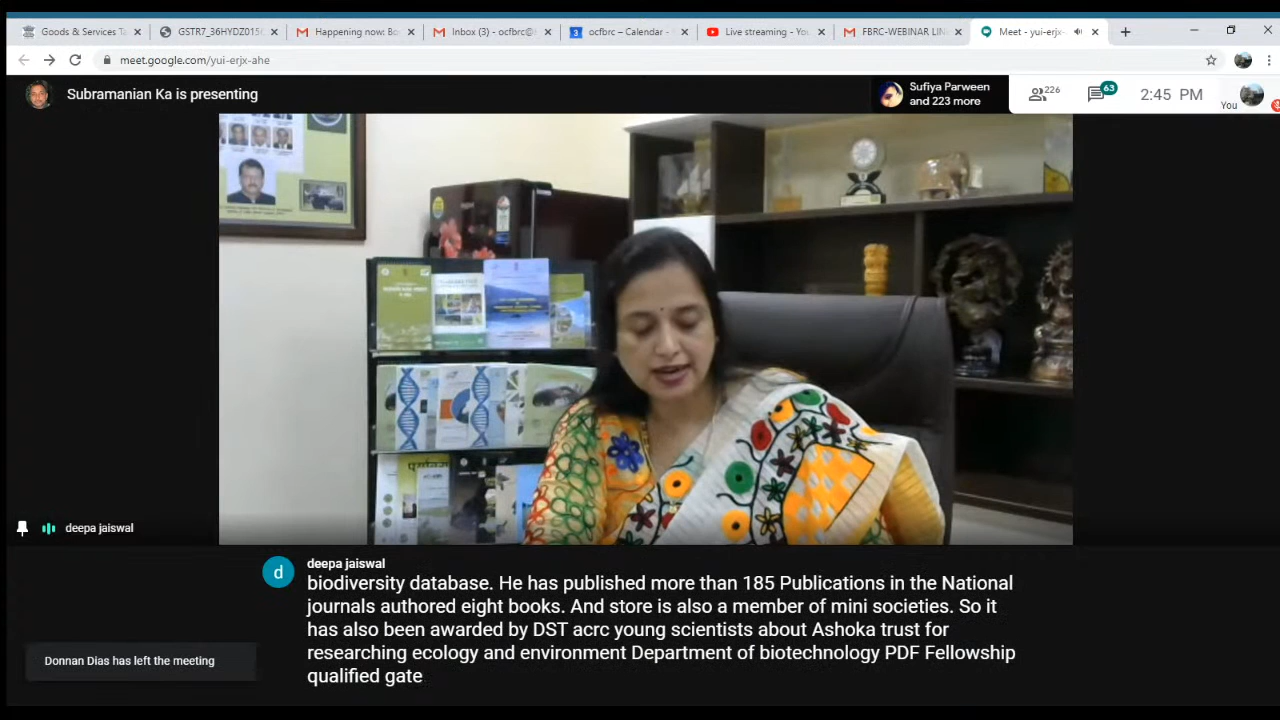 Goods & Services Ta
GSTR7_36HYDZ015
Happening now: Bo
Inbox (3) - ocfbrc@
ocfbrc – Calendar -
Live streaming - You
FBRC-WEBINAR LIN
Meet - yui-erjx-
meet.google.com/yui-erjx-ahe
Subramanian Ka is presenting
Sufiya Parween
and 223 more
226
63
2:45 PM
You
deepa jaiswal
d
deepa jaiswal
biodiversity database. He has published more than 185 Publications in the National
journals authored eight books. And store is also a member of mini societies. So it
has also been awarded by DST acrc young scientists about Ashoka trust for
researching ecology and environment Department of biotechnology PDF Fellowship
qualified gate
Donnan Dias has left the meeting